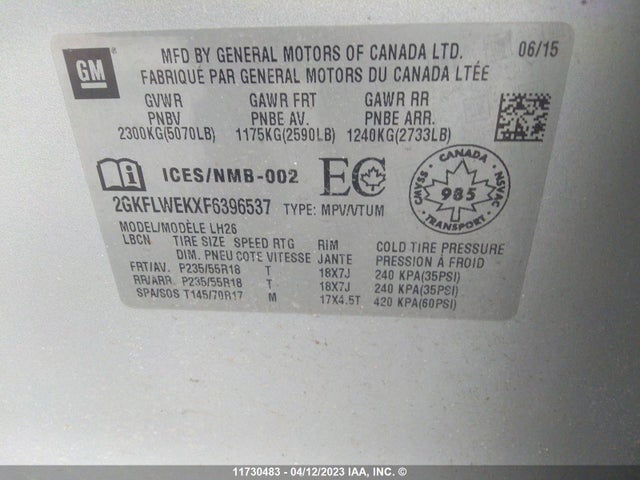 GM
MFD BY GENERAL MOTORS OF CANADA LTD. 06/15
FABRIQUÉ PAR GENERAL MOTORS DU CANADA LTÉE
GVWR GAWR FRT GAWR RR
PNBV PNBE AV. PNBE ARR.
2300KG(5070LB) 1175KG(2590LB) 1240KG(2733LB)
ICES/NMB-002 EC
CANADA
CMVSS 985 NSVAC
TRANSPORT
2GKFLWEKXF6396537 TYPE: MPV/VTUM
MODEL/MODÈLE LH26
LBCN TIRE SIZE SPEED RTG RIM COLD TIRE PRESSURE
DIM. PNEU COTE VITESSE JANTE PRESSION À FROID
FRT/AV. P235/55R18 T 18X7J 240 KPA(35PSI)
RR/ARR. P235/55R18 T 18X7J 240 KPA(35PSI)
SPA/SOS T145/70R17 M 17X4.5T 420 KPA(60PSI)
11730483 - 04/12/2023 IAA, INC. ©